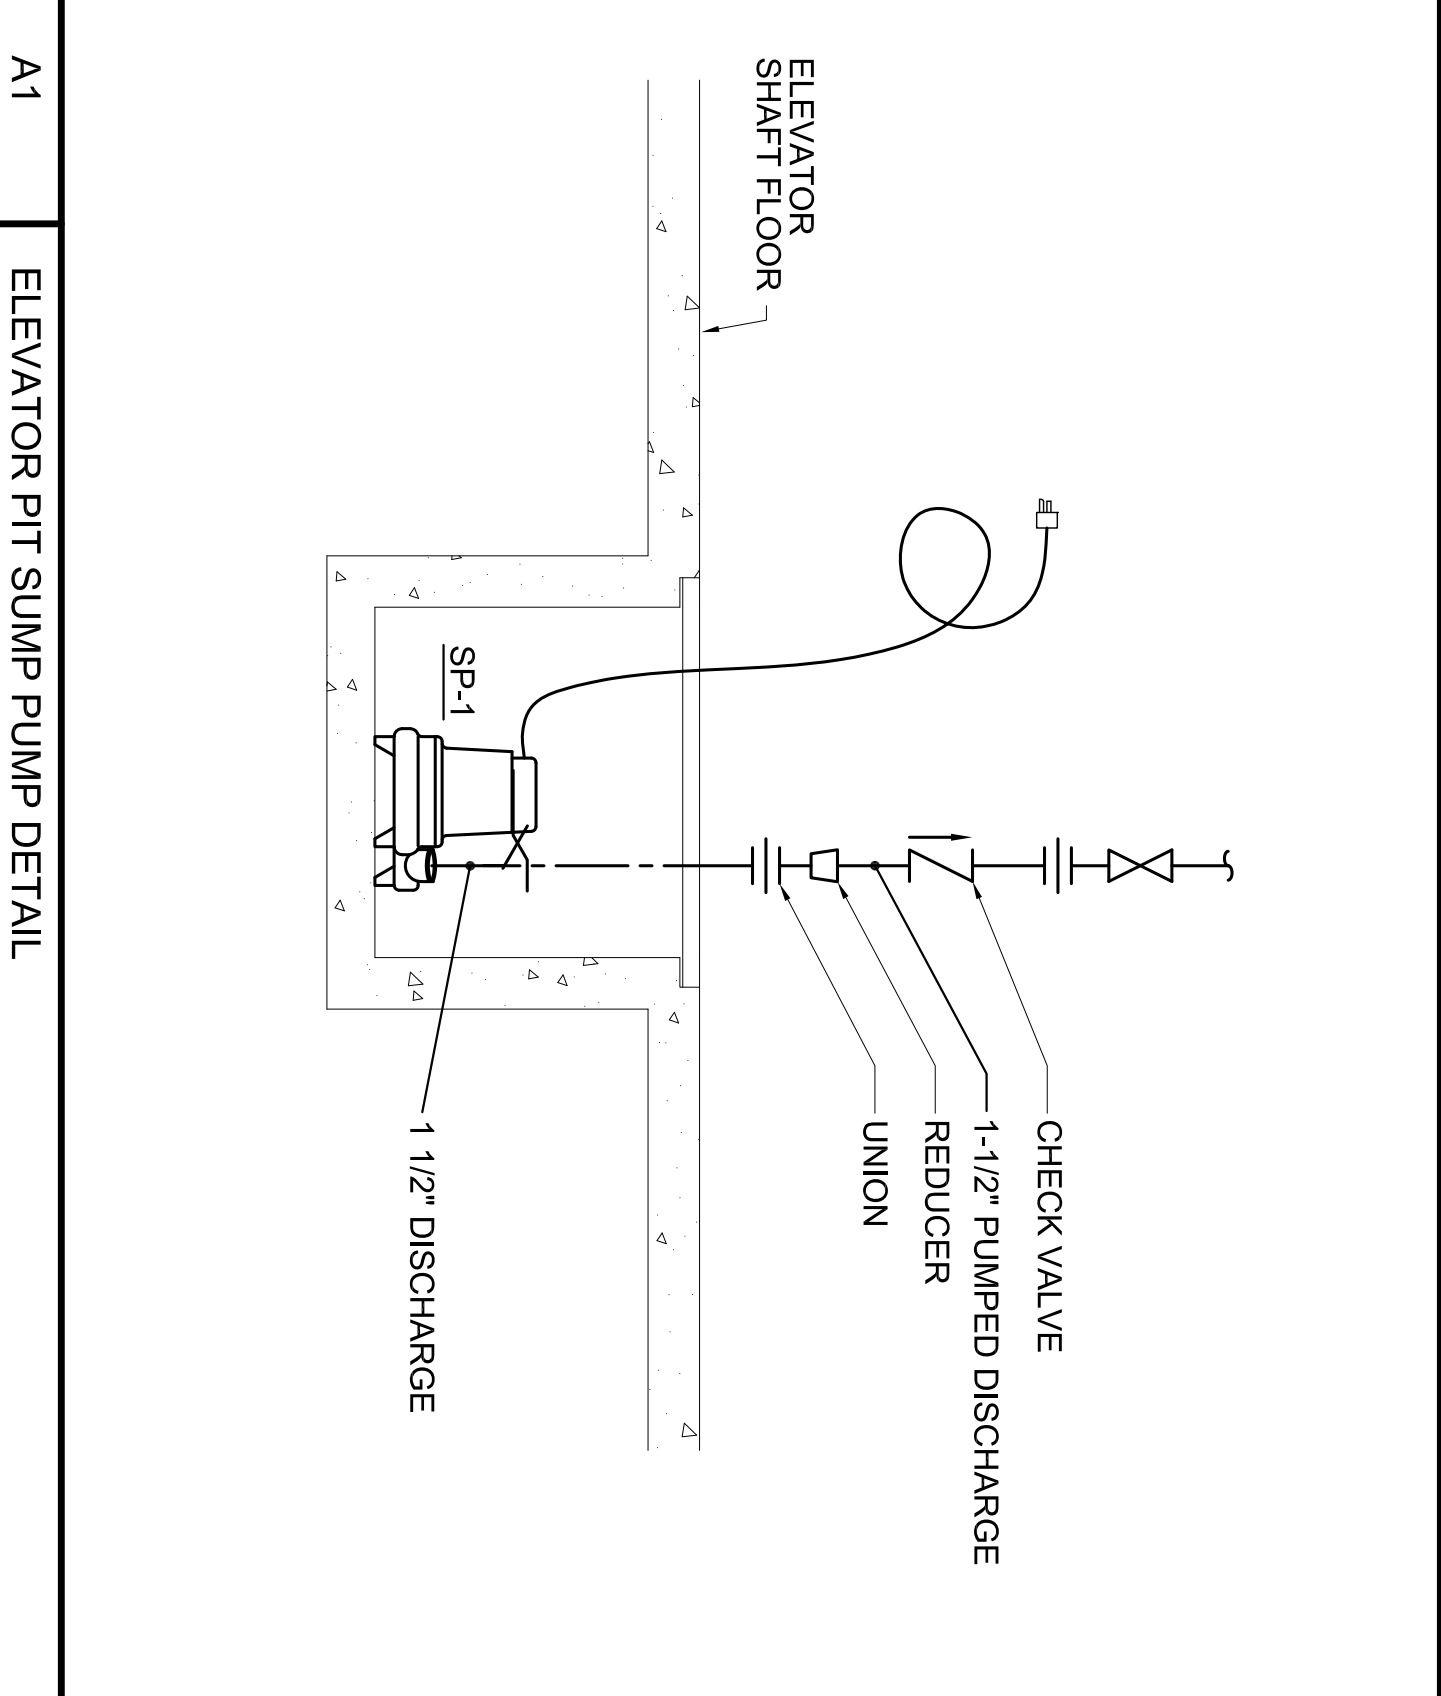 ELEVATOR
SHAFT FLOOR
CHECK VALVE
1-1/2" PUMPED DISCHARGE
REDUCER
UNION
SP-1
1 1/2" DISCHARGE
A1
ELEVATOR PIT SUMP PUMP DETAIL